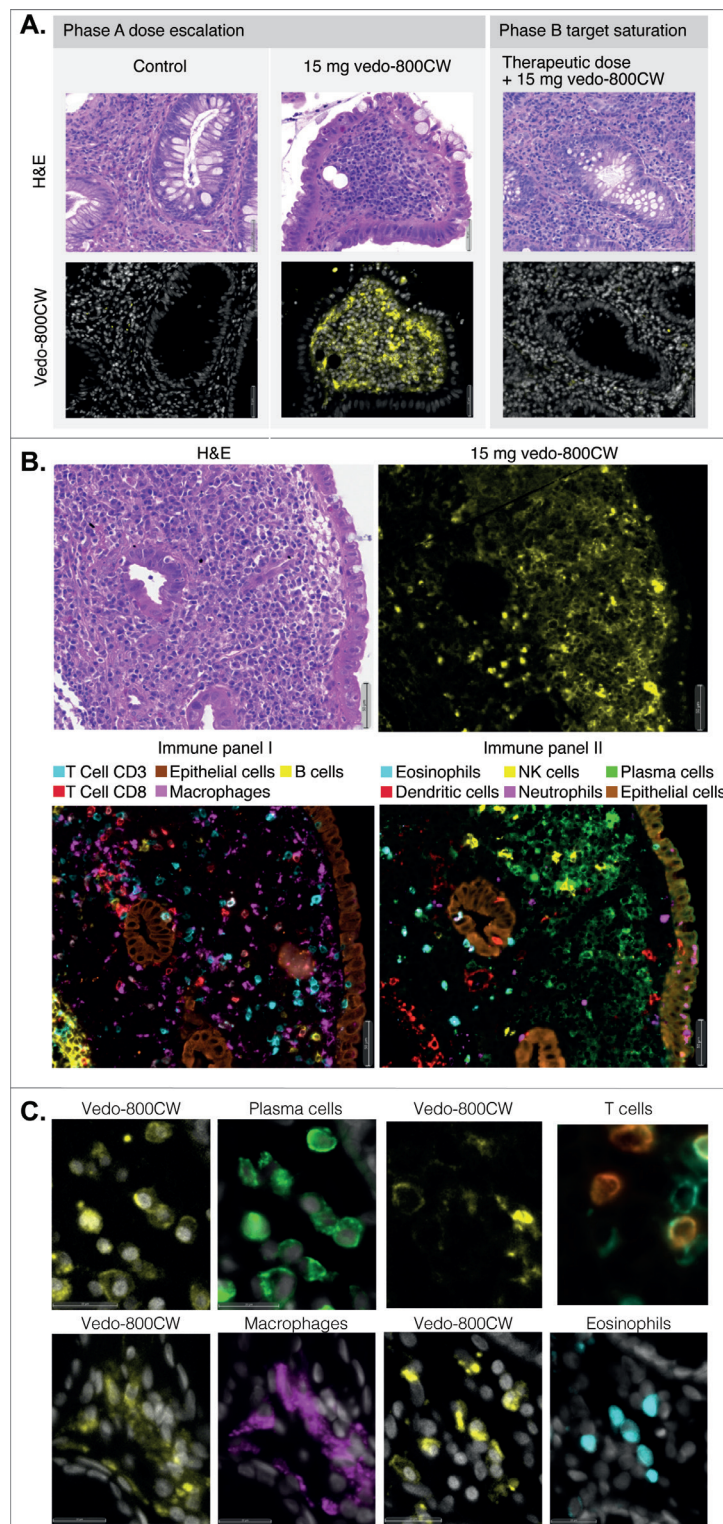 A.
Phase A dose escalation
Phase B target saturation
Control
15 mg vedo-800CW
Therapeutic dose
+ 15 mg vedo-800CW
H&E
Vedo-800CW
B.
H&E
15 mg vedo-800CW
Immune panel I
T Cell CD3
Epithelial cells
B cells
T Cell CD8
Macrophages
Immune panel II
Eosinophils
NK cells
Plasma cells
Dendritic cells
Neutrophils
Epithelial cells
C.
Vedo-800CW
Plasma cells
Vedo-800CW
T cells
Vedo-800CW
Macrophages
Vedo-800CW
Eosinophils